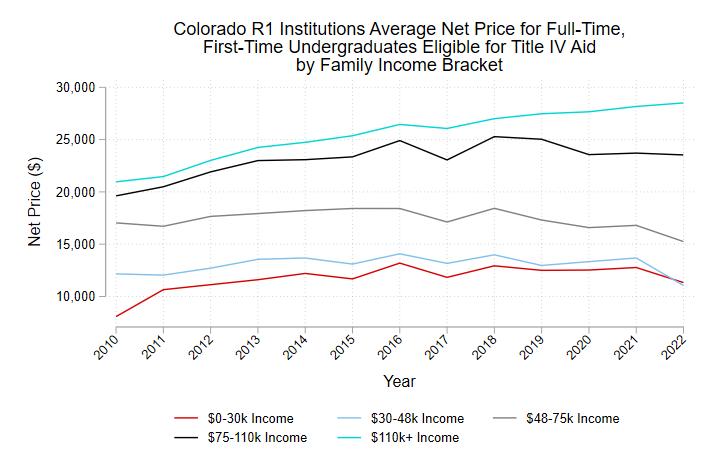 Colorado R1 Institutions Average Net Price for Full-Time,
First-Time Undergraduates Eligible for Title IV Aid
by Family Income Bracket
30,000
25,000
20,000
15,000
10,000
Net Price ($)
2010
2011
2012
2013
2014
2015
2016
2017
2018
2019
2020
2021
2022
Year
$0-30k Income
$30-48k Income
$48-75k Income
$75-110k Income
$110k+ Income